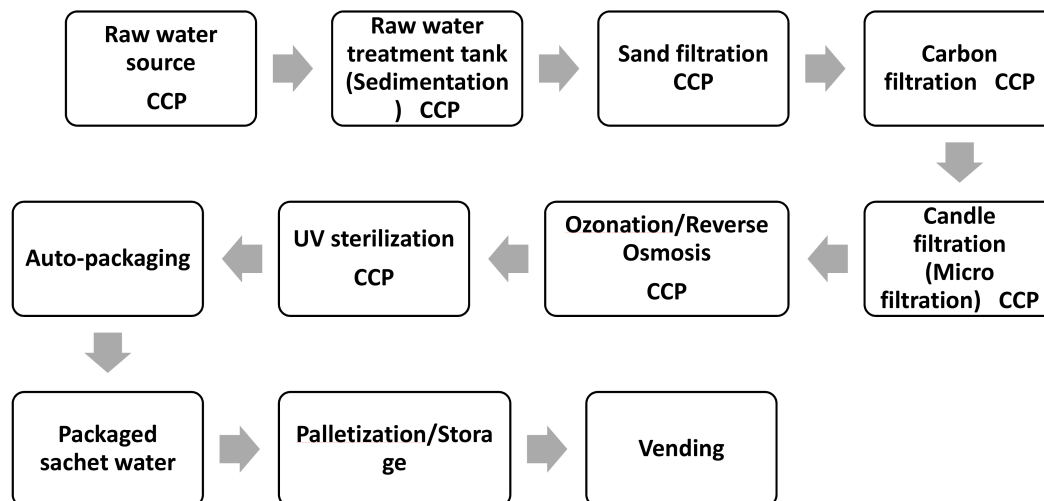 Raw water
source
CCP
Raw water
treatment tank
(Sedimentation
) CCP
Sand filtration
CCP
Carbon
filtration CCP
Candle
filtration
(Micro
filtration) CCP
Ozonation/Reverse
Osmosis
CCP
UV sterilization
CCP
Auto-packaging
Packaged
sachet water
Palletization/Stora
ge
Vending